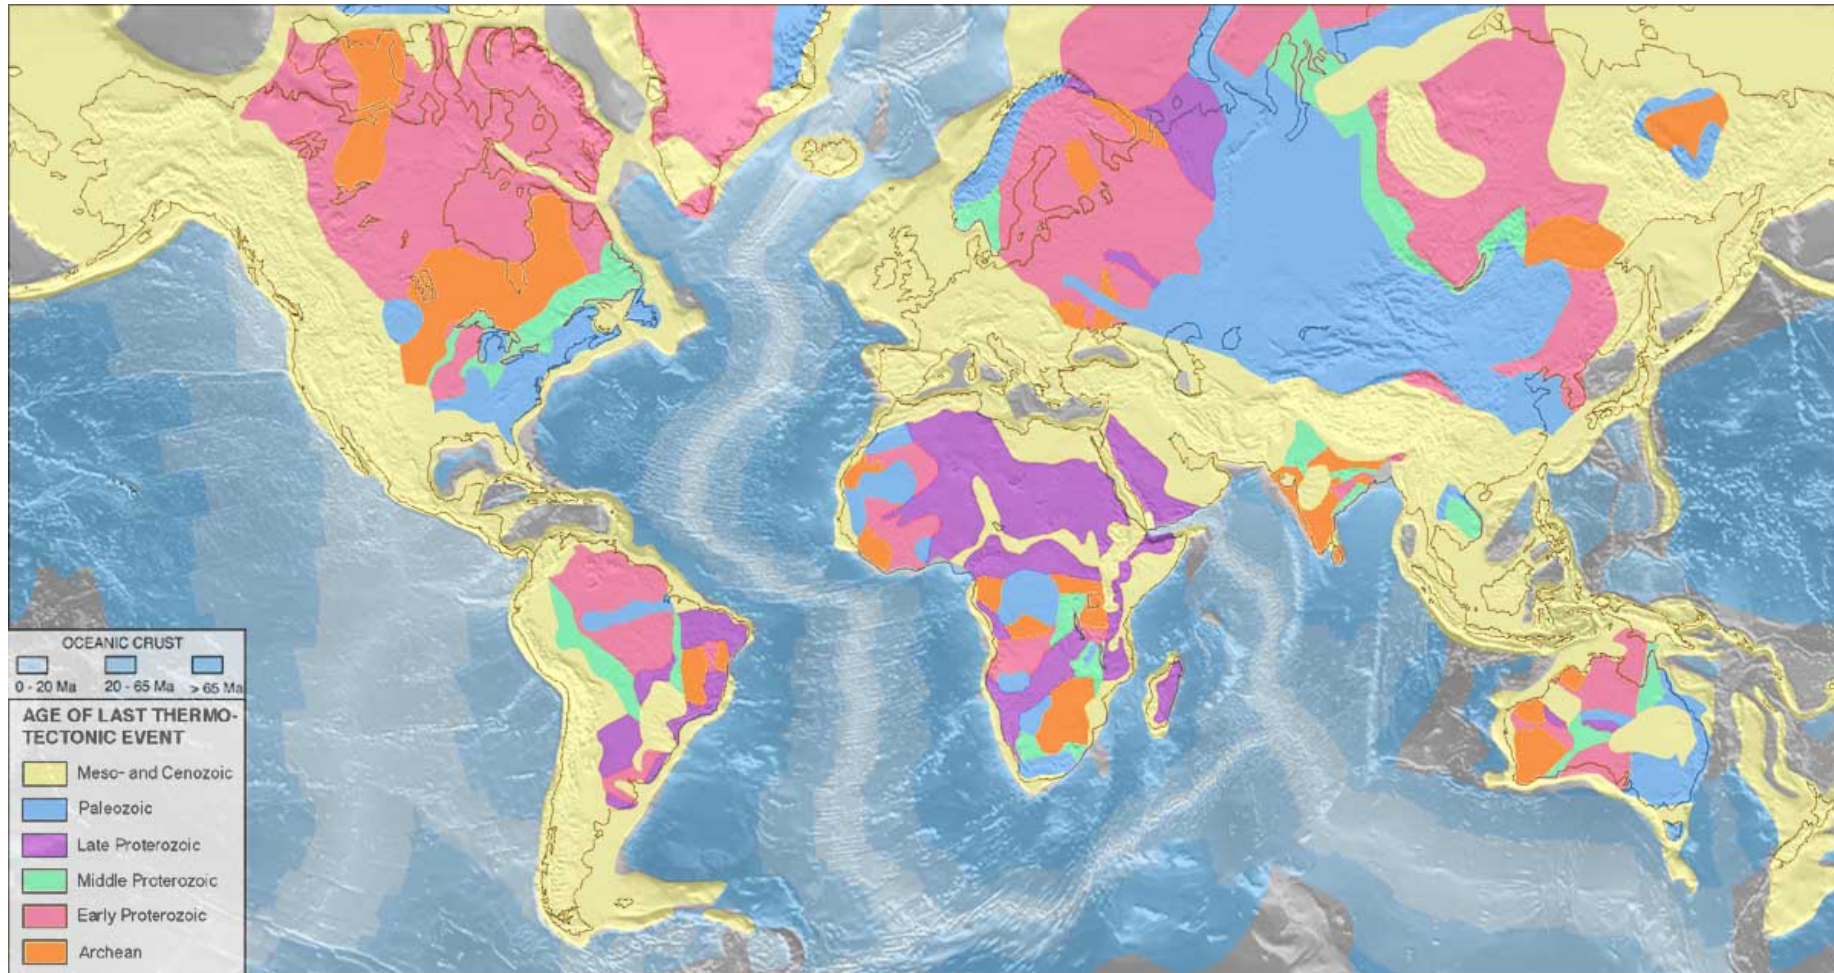 OCEANIC CRUST
0 - 20 Ma 20 - 65 Ma > 65 Ma
AGE OF LAST THERMO-
TECTONIC EVENT
Meso- and Cenozoic
Paleozoic
Late Proterozoic
Middle Proterozoic
Early Proterozoic
Archean